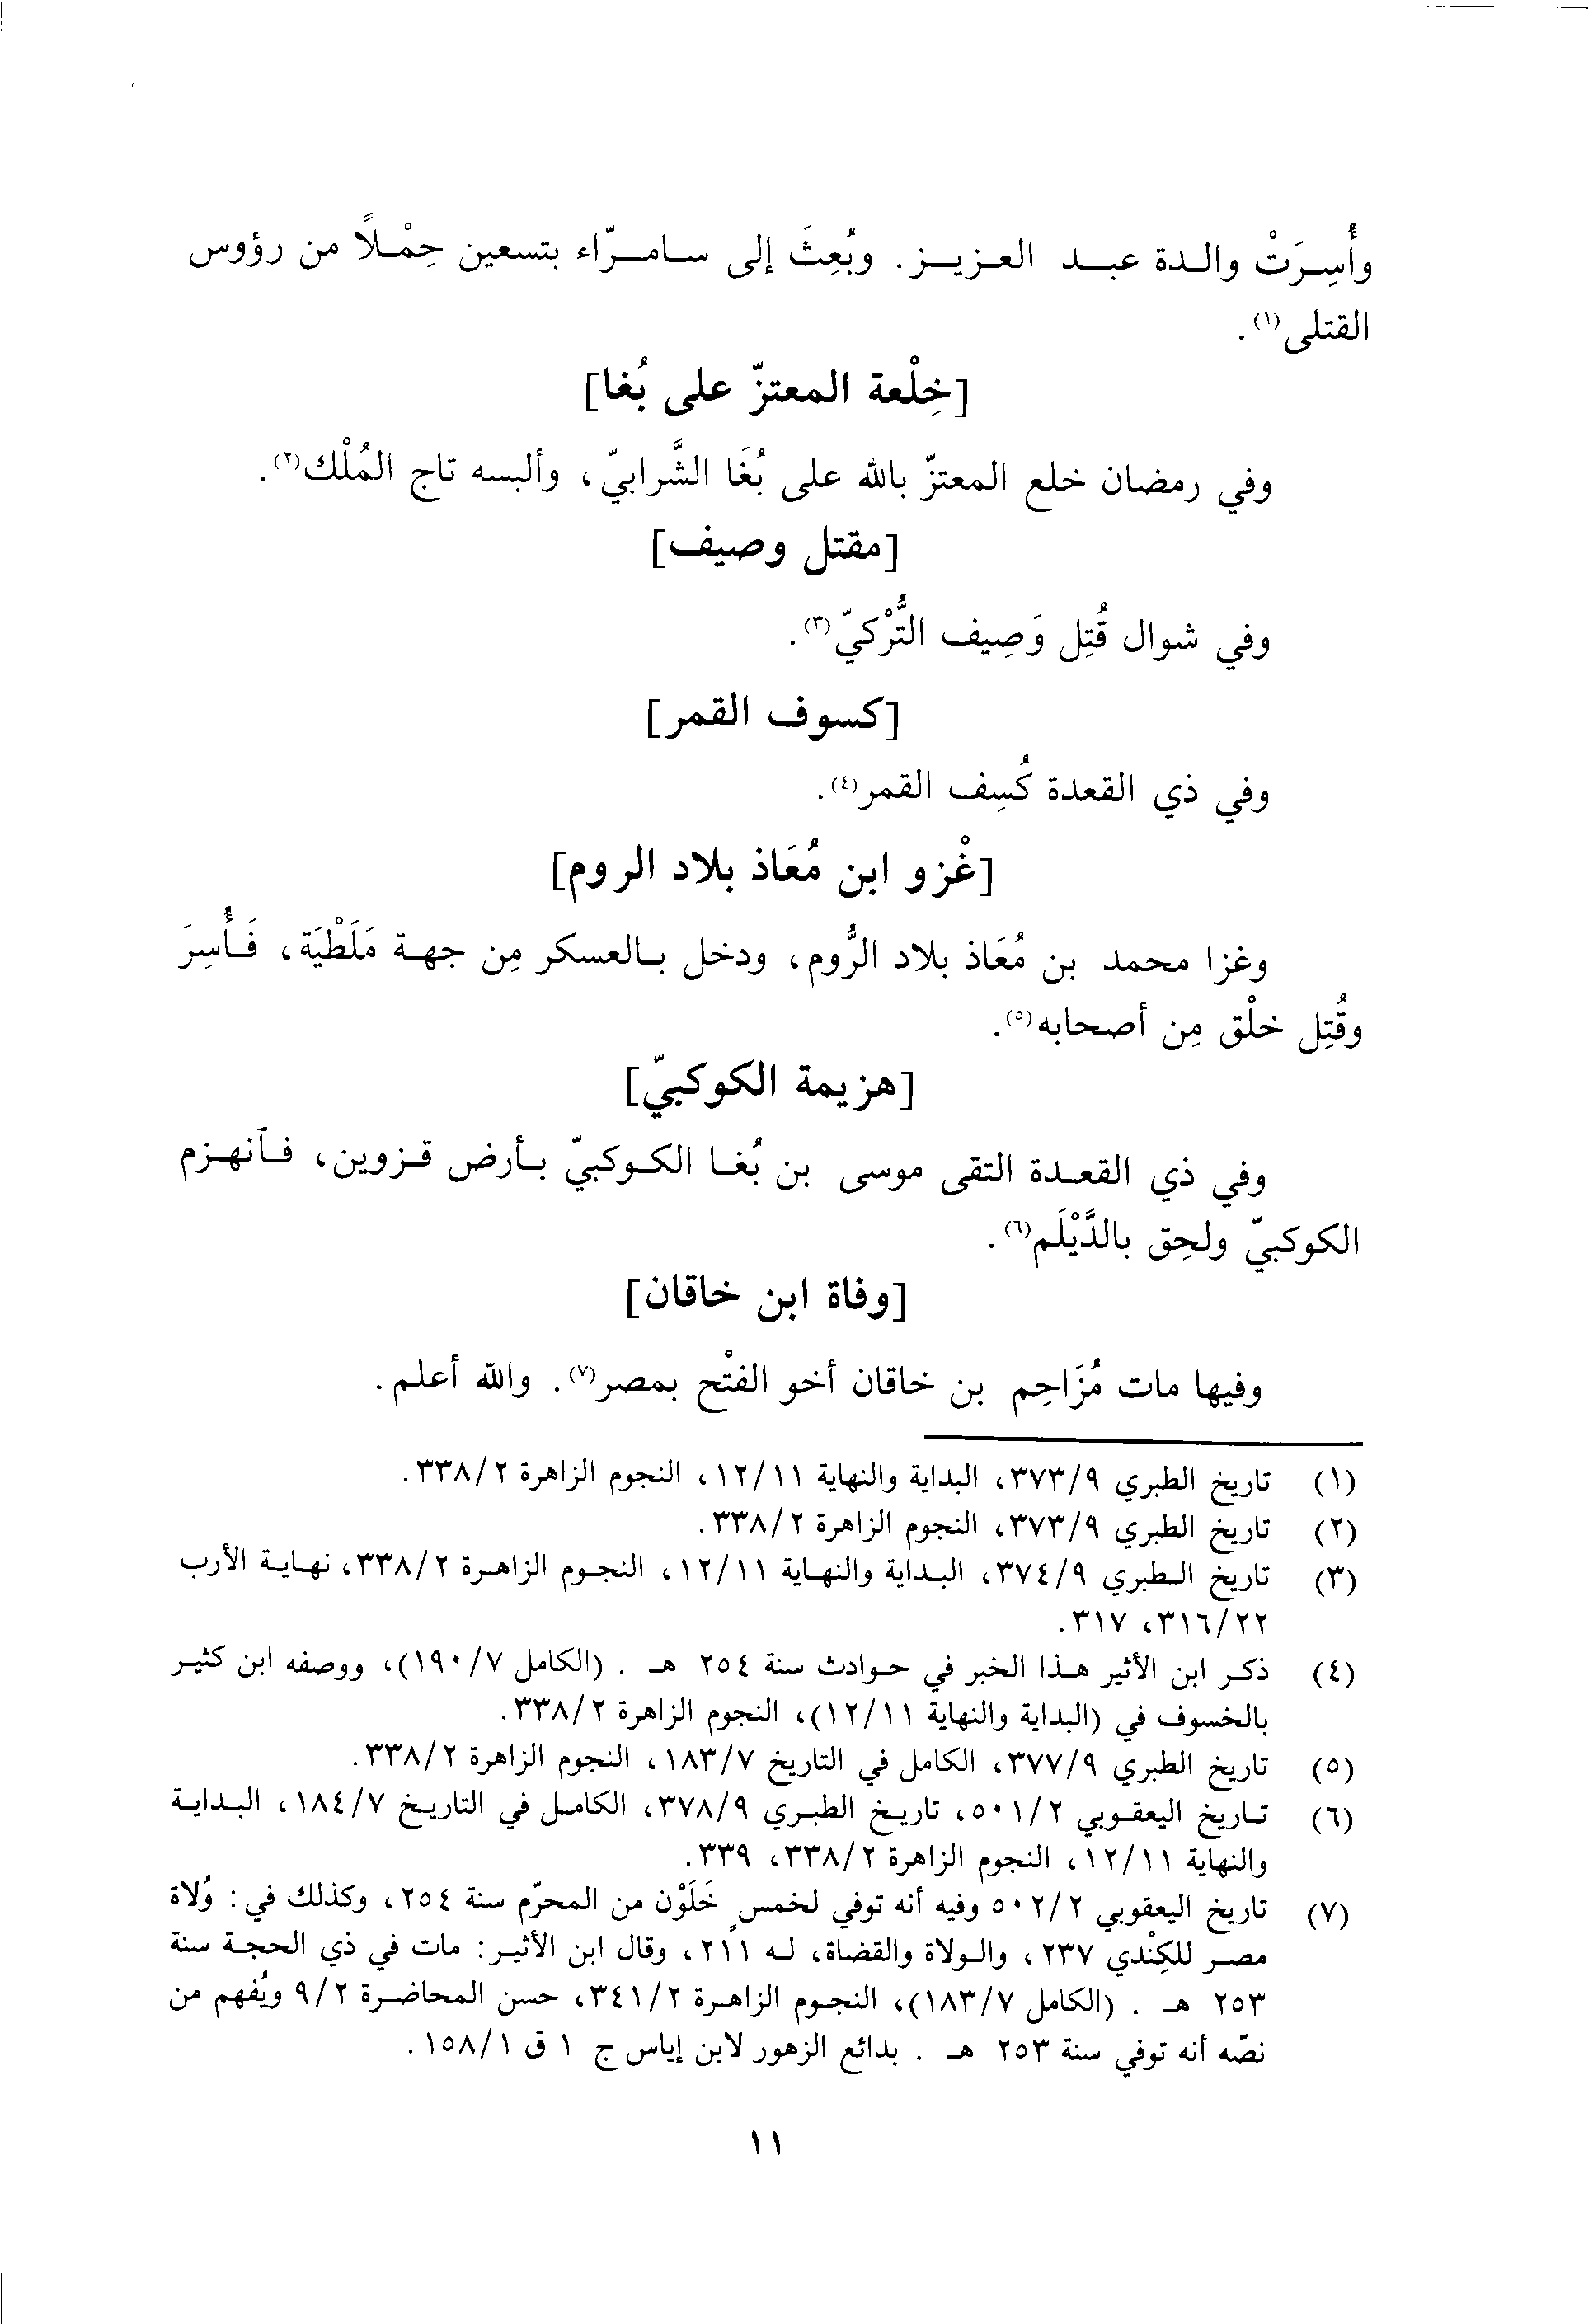 وأُسِرَتْ والدة عبد العزيز. وبُعِثَ إلى سامرّاء بتسعين حِمْلاً من رؤوس
القتلى(١).
[خِلْعة المعتزّ على بُغا]
وفي رمضان خلع المعتزّ بالله على بُغَا الشَّرابيّ، وألبسه تاج المُلْك(٢).
[مقتل وصيف]
وفي شوال قُتِل وَصِيف التُّرْكيّ(٣).
[كسوف القمر]
وفي ذي القعدة كُسِف القمر(٤).
[غْزو ابن مُعَاذ بلاد الروم]
وغزا محمد بن مُعَاذ بلاد الرُّوم، ودخل بالعسكر مِن جهة مَلَطْيَة، فَأُسِرَ
وقُتِل خلْق مِن أصحابه(٥).
[هزيمة الكوكبيّ]
وفي ذي القعدة التقى موسى بن بُغا الكوكبيّ بأرض قزوين، فآنهزم
الكوكبيّ ولحِق بالدَّيْلَم(٦).
[وفاة ابن خاقان]
وفيها مات مُزَاحِم بن خاقان أخو الفتْح بمصر(٧). والله أعلم.
(١) تاريخ الطبري ٣٧٣/٩، البداية والنهاية ١٢/١١، النجوم الزاهرة ٣٣٨/٢.
(٢) تاريخ الطبري ٣٧٣/٩، النجوم الزاهرة ٣٣٨/٢.
(٣) تاريخ الطبري ٣٧٤/٩، البداية والنهاية ١٢/١١، النجوم الزاهرة ٣٣٨/٢، نهاية الأرب
٣١٦/٢٢، ٣١٧.
(٤) ذكر ابن الأثير هذا الخبر في حوادث سنة ٢٥٤ هـ. (الكامل ١٩٠/٧)، ووصفه ابن كثير
بالخسوف في (البداية والنهاية ١٢/١١)، النجوم الزاهرة ٣٣٨/٢.
(٥) تاريخ الطبري ٣٧٧/٩، الكامل في التاريخ ١٨٣/٧، النجوم الزاهرة ٣٣٨/٢.
(٦) تاريخ اليعقوبي ٥٠١/٢، تاريخ الطبري ٣٧٨/٩، الكامل في التاريخ ١٨٤/٧، البداية
والنهاية ١٢/١١، النجوم الزاهرة ٣٣٨/٢، ٣٣٩.
(٧) تاريخ اليعقوبي ٥٠٢/٢ وفيه أنه توفي لخمسٍ خَلَوْن من المحرّم سنة ٢٥٤، وكذلك في: وُلاة
مصر للكِنْدي ٢٣٧، والولاة والقضاة، له ٢١١، وقال ابن الأثير: مات في ذي الحجة سنة
٢٥٣ هـ. (الكامل ١٨٣/٧)، النجوم الزاهرة ٣٤١/٢، حسن المحاضرة ٩/٢ ويُفهم من
نصّه أنه توفي سنة ٢٥٣ هـ. بدائع الزهور لابن إياس ج ١ ق ١٥٨/١.
١١